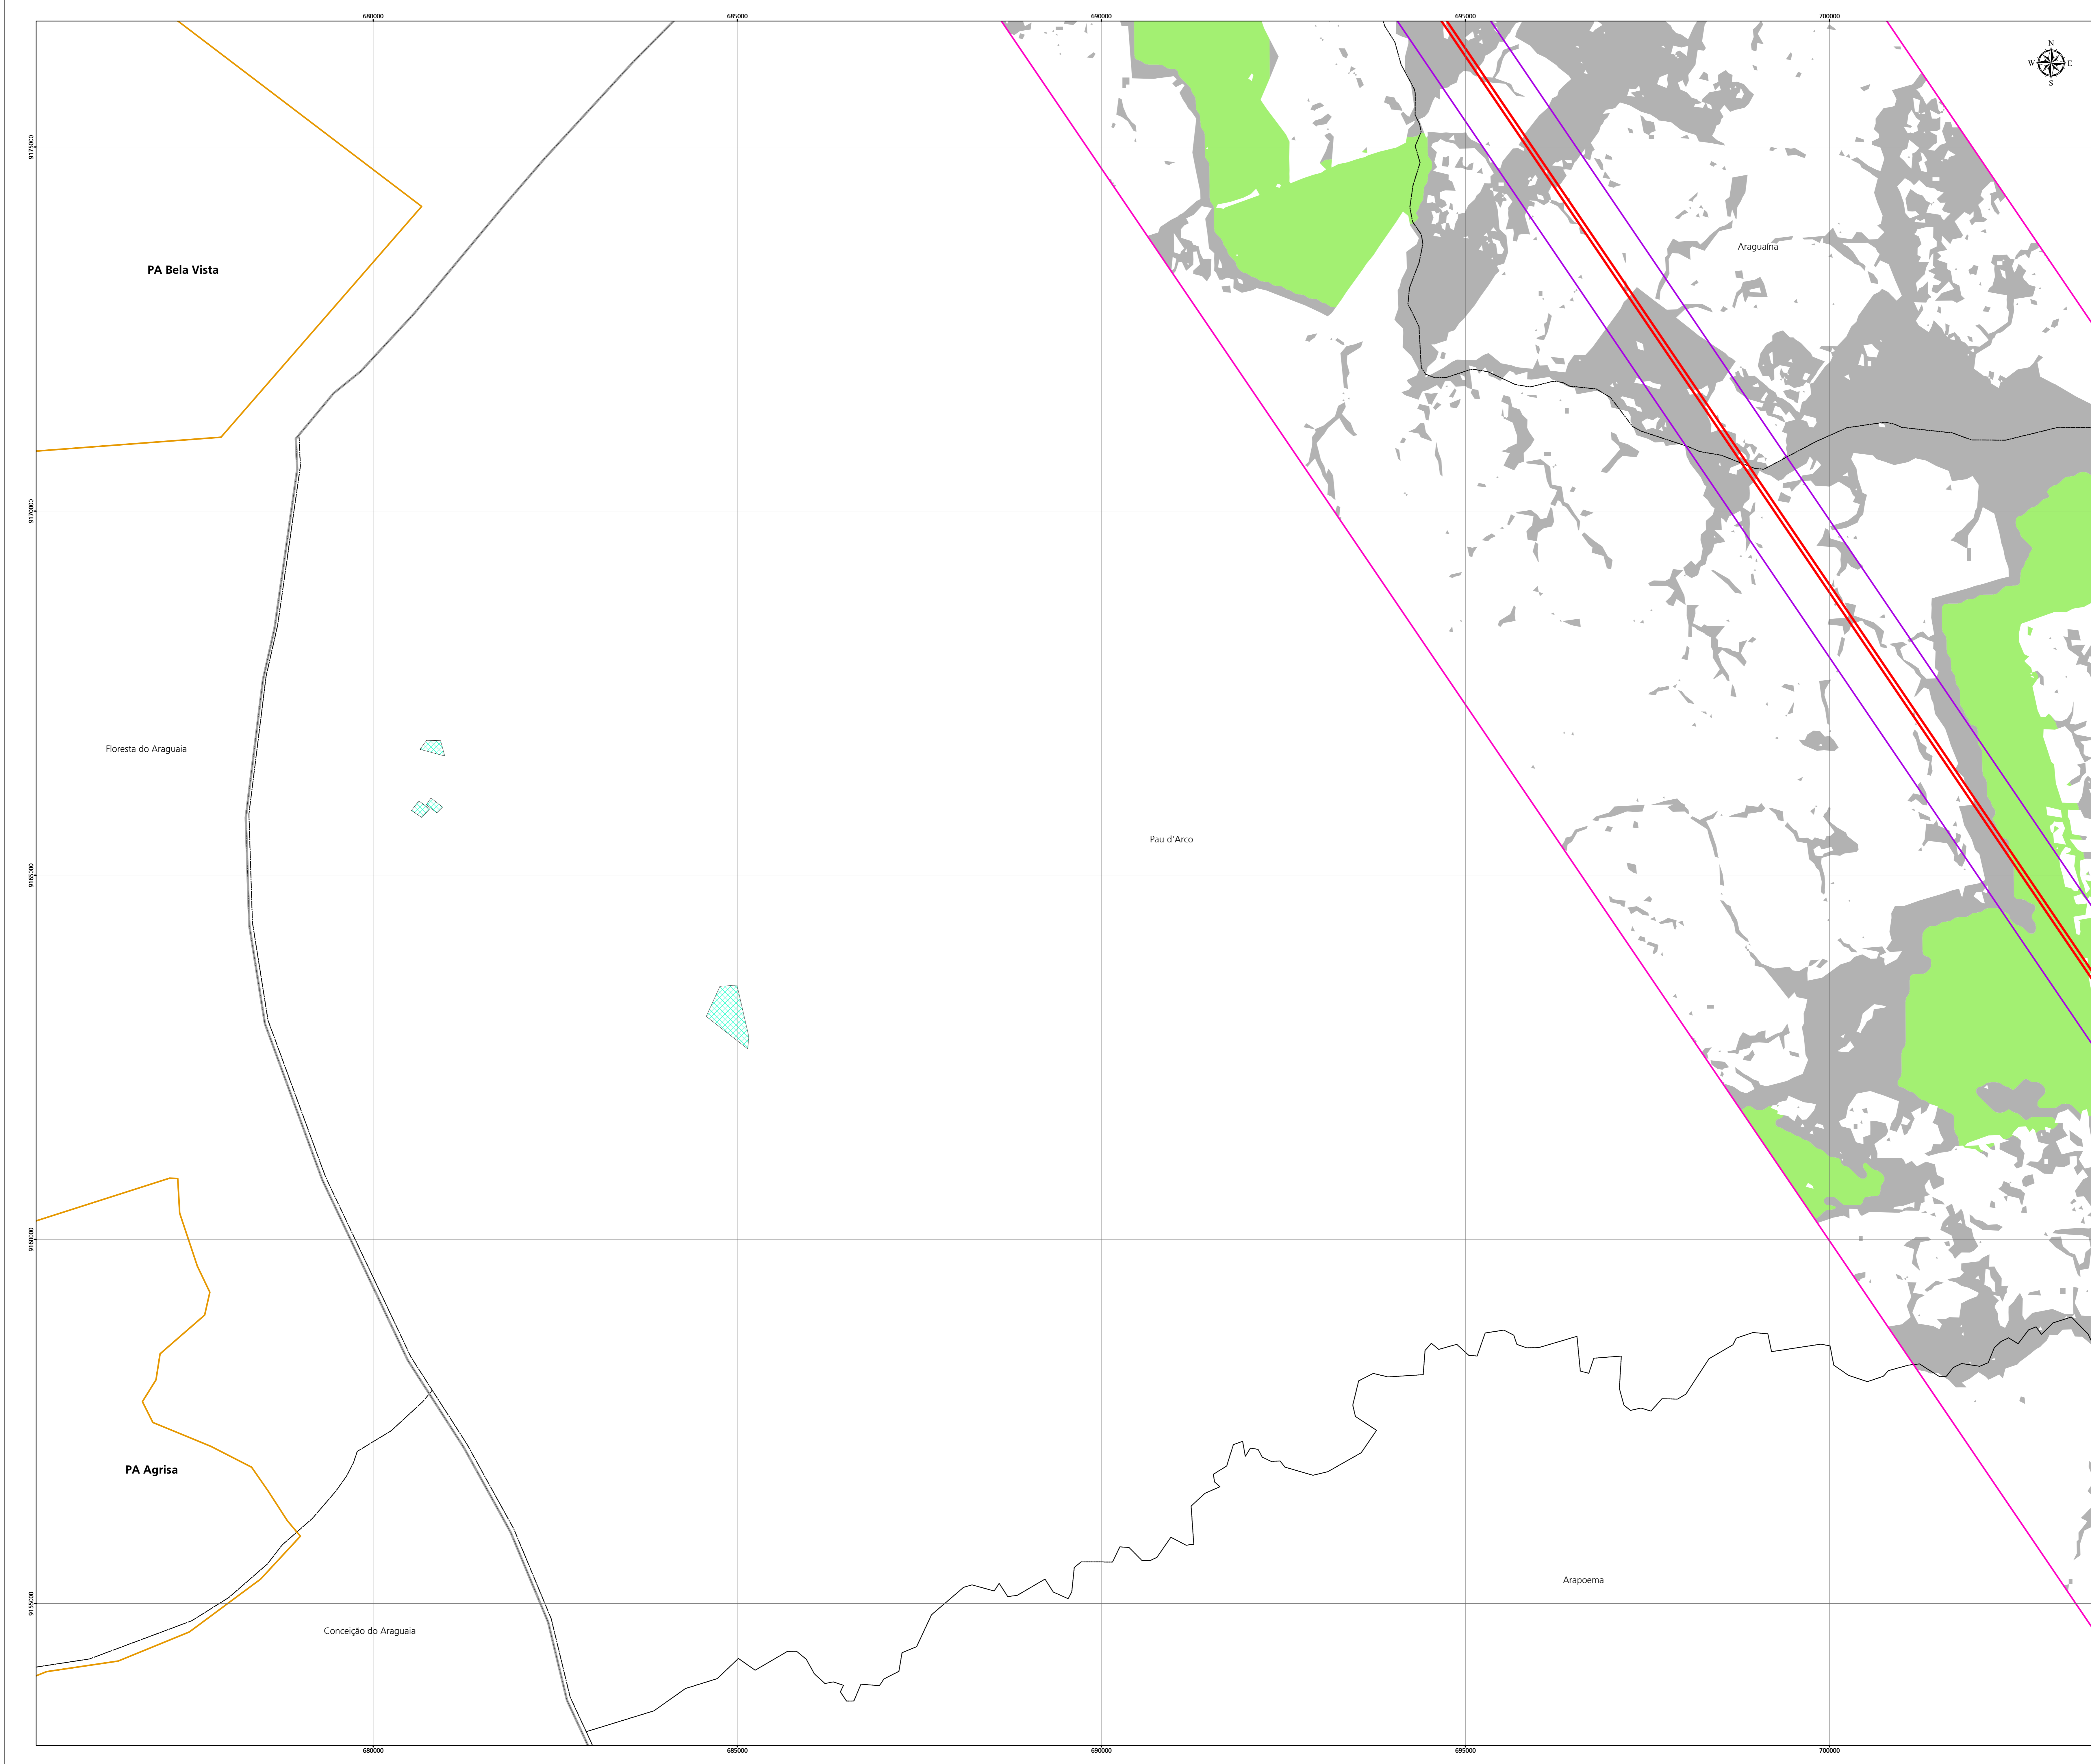 680000
685000
690000
695000
700000
N
W E
S
9175000
Araguaína
PA Bela Vista
9170000
Floresta do Araguaia
Pau d'Arco
9165000
9160000
PA Agrisa
Arapoema
9155000
Conceição do Araguaia
680000
685000
690000
695000
700000